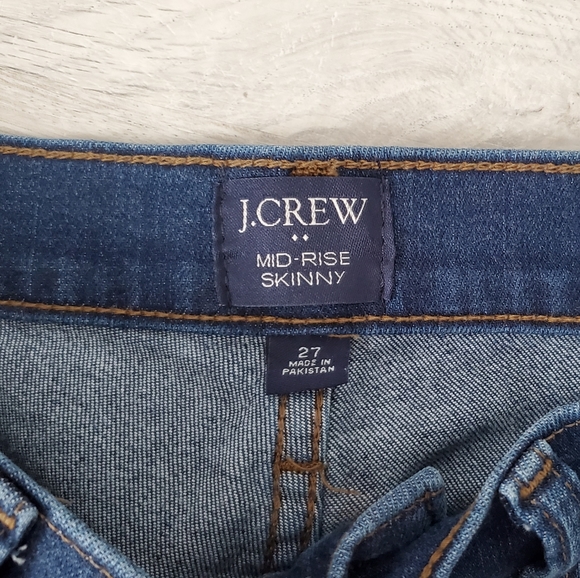 J.CREW
MID-RISE
SKINNY
27
MADE IN
PAKISTAN